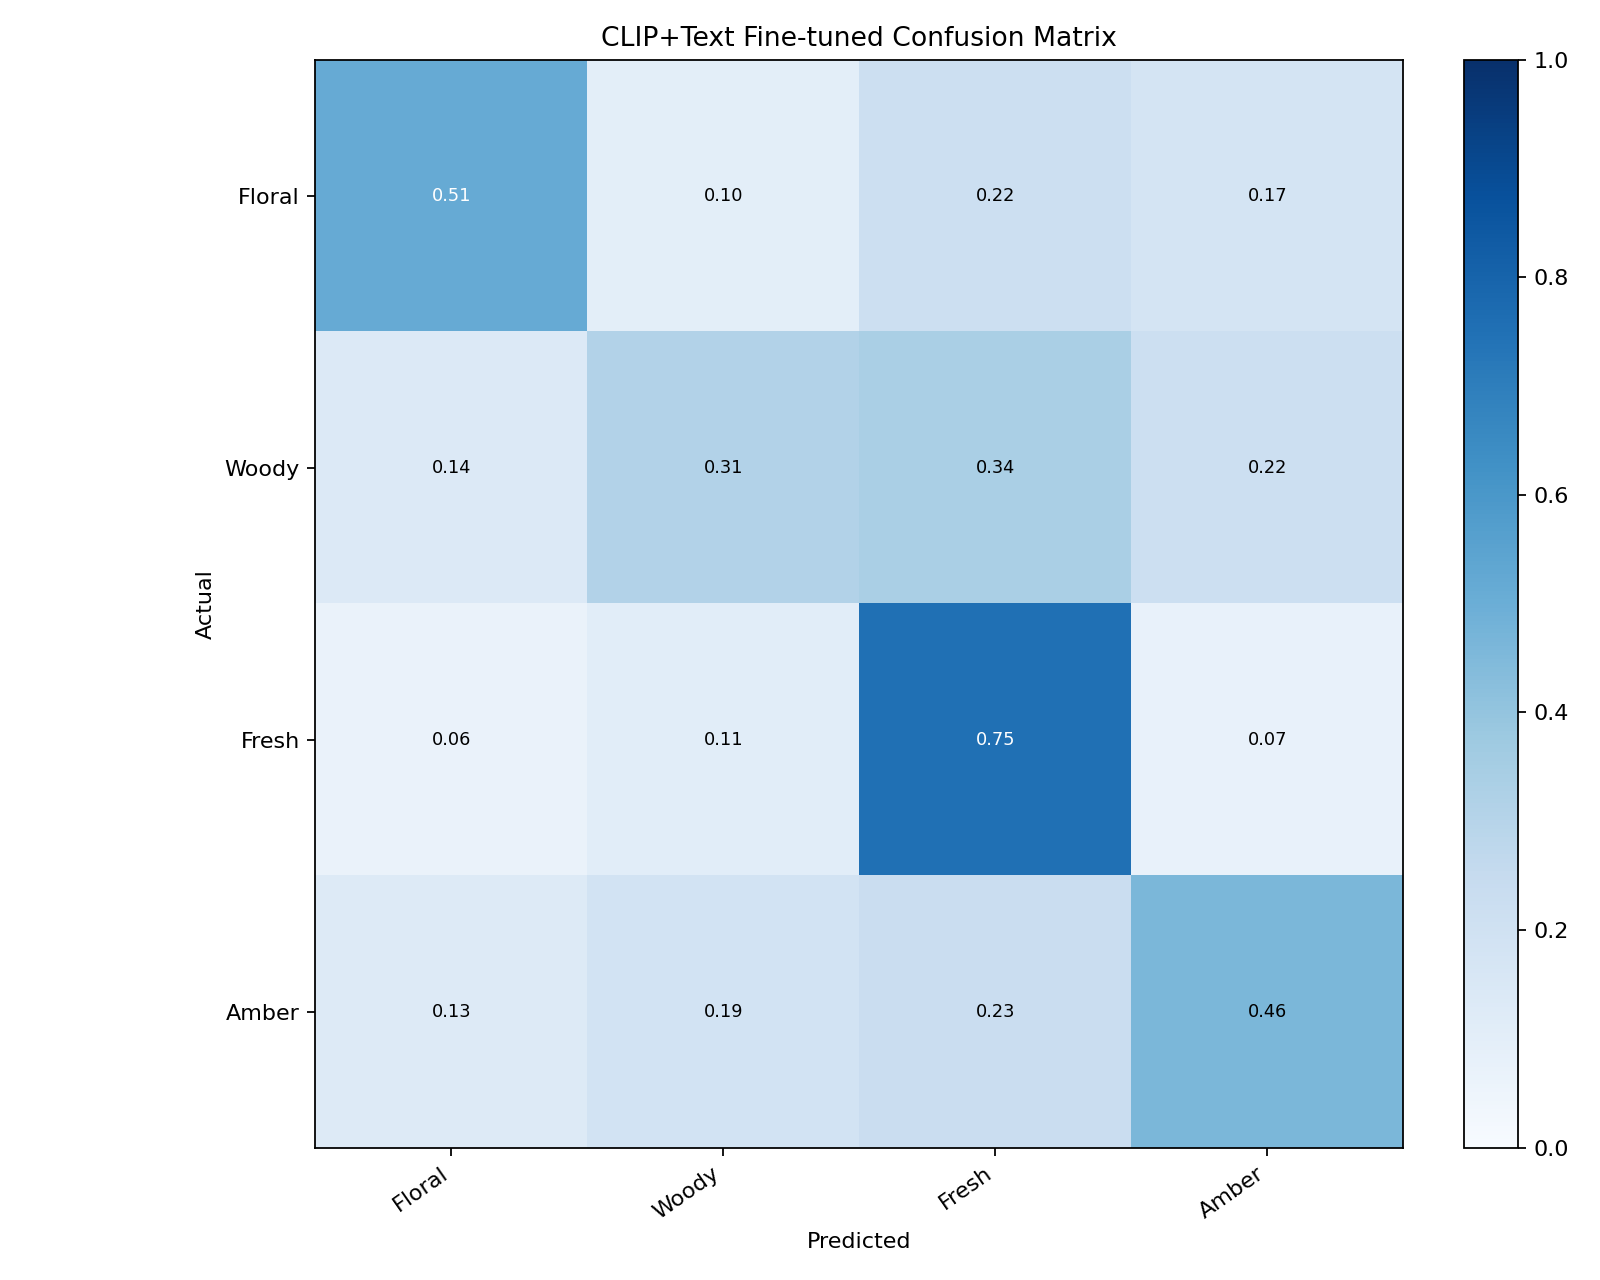 CLIP+Text Fine-tuned Confusion Matrix
1.0
Floral 0.51 0.10 0.22 0.17
0.8
Woody 0.14 0.31 0.34 0.22
0.6
Actual
Fresh 0.06 0.11 0.75 0.07
0.4
0.2
Amber 0.13 0.19 0.23 0.46
0.0
Floral Woody Fresh Amber
Predicted